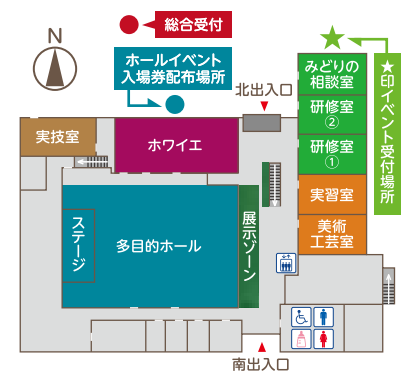 N
総合受付
ホールイベント
入場券配布場所
北出入口
みどりの
相談室
研修室
②
研修室
①
★印イベント受付場所
実技室
ホワイエ
実習室
美術
工芸室
ステージ
多目的ホール
展示ゾーン
南出入口